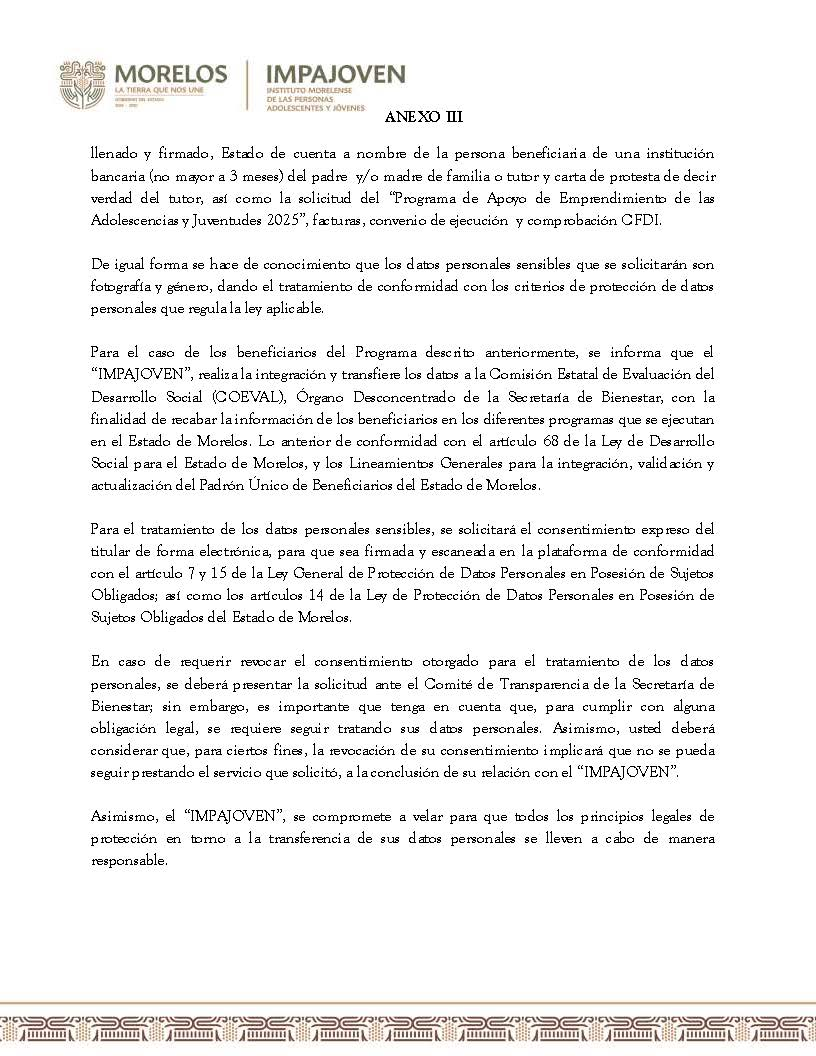 MORELOS
LA TIERRA QUE NOS UNE
GOBIERNO DEL ESTADO
IMPAJOVEN
INSTITUTO MORELENSE
DE LAS PERSONAS
ADOLESCENTES Y JÓVENES
ANEXO III
llenado y firmado, Estado de cuenta a nombre de la persona beneficiaria de una institución
bancaria (no mayor a 3 meses) del padre y/o madre de familia o tutor y carta de protesta de decir
verdad del tutor, así como la solicitud del “Programa de Apoyo de Emprendimiento de las
Adolescencias y Juventudes 2025”, facturas, convenio de ejecución y comprobación CFDI.
De igual forma se hace de conocimiento que los datos personales sensibles que se solicitarán son
fotografía y género, dando el tratamiento de conformidad con los criterios de protección de datos
personales que regula la ley aplicable.
Para el caso de los beneficiarios del Programa descrito anteriormente, se informa que el
“IMPAJOVEN”, realiza la integración y transfiere los datos a la Comisión Estatal de Evaluación del
Desarrollo Social (COEVAL), Órgano Desconcentrado de la Secretaría de Bienestar, con la
finalidad de recabar la información de los beneficiarios en los diferentes programas que se ejecutan
en el Estado de Morelos. Lo anterior de conformidad con el artículo 68 de la Ley de Desarrollo
Social para el Estado de Morelos, y los Lineamientos Generales para la integración, validación y
actualización del Padrón Único de Beneficiarios del Estado de Morelos.
Para el tratamiento de los datos personales sensibles, se solicitará el consentimiento expreso del
titular de forma electrónica, para que sea firmada y escaneada en la plataforma de conformidad
con el artículo 7 y 15 de la Ley General de Protección de Datos Personales en Posesión de Sujetos
Obligados; así como los artículos 14 de la Ley de Protección de Datos Personales en Posesión de
Sujetos Obligados del Estado de Morelos.
En caso de requerir revocar el consentimiento otorgado para el tratamiento de los datos
personales, se deberá presentar la solicitud ante el Comité de Transparencia de la Secretaría de
Bienestar; sin embargo, es importante que tenga en cuenta que, para cumplir con alguna
obligación legal, se requiere seguir tratando sus datos personales. Asimismo, usted deberá
considerar que, para ciertos fines, la revocación de su consentimiento implicará que no se pueda
seguir prestando el servicio que solicitó, a la conclusión de su relación con el “IMPAJOVEN”.
Asimismo, el “IMPAJOVEN”, se compromete a velar para que todos los principios legales de
protección en torno a la transferencia de sus datos personales se lleven a cabo de manera
responsable.